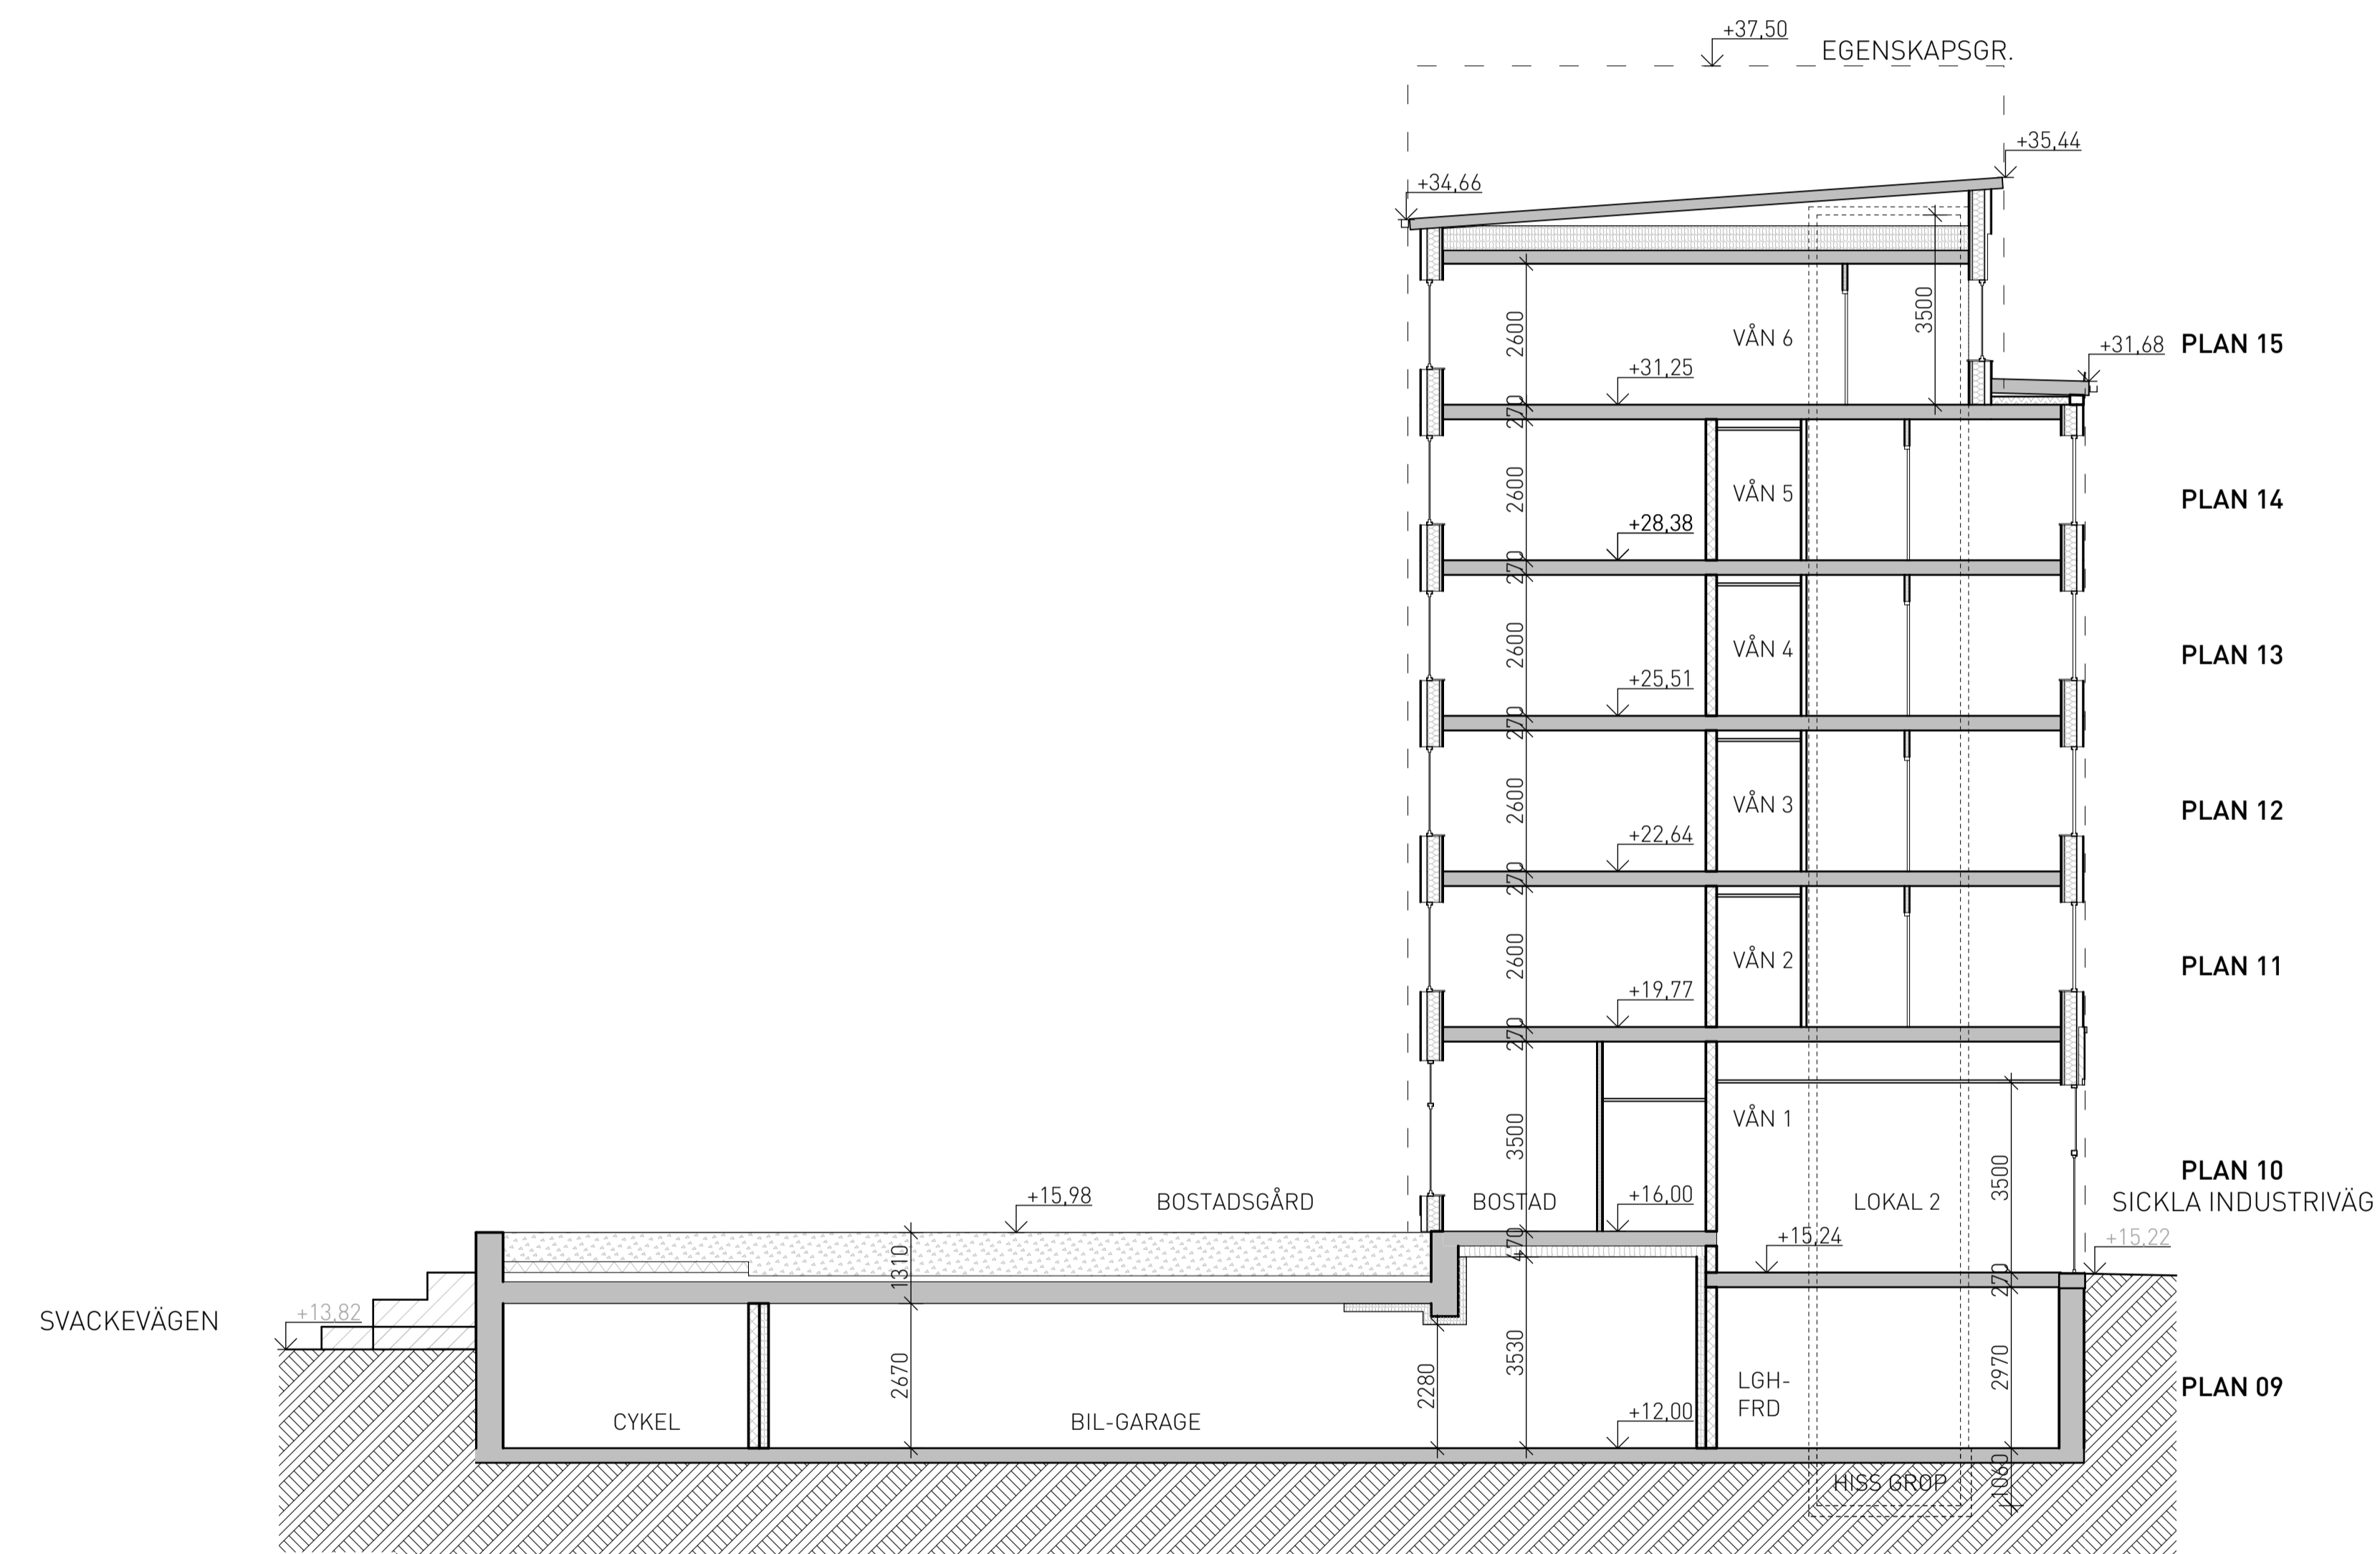 +37,50
EGENSKAPSGR.
+35,44
+34,66
3500
2600
VÅN 6
+31,68
PLAN 15
+31,25
270
2600
VÅN 5
PLAN 14
+28,38
270
2600
VÅN 4
PLAN 13
+25,51
270
2600
VÅN 3
PLAN 12
+22,64
270
2600
VÅN 2
PLAN 11
+19,77
270
VÅN 1
3500
3500
PLAN 10
+15,98
BOSTADSGÅRD
BOSTAD
+16,00
LOKAL 2
SICKLA INDUSTRIVÄG
+15,24
+15,22
1310
470
270
SVACKEVÄGEN
+13,82
2670
2280
3530
2970
LGH-
FRD
PLAN 09
CYKEL
BIL-GARAGE
+12,00
HISS GROP
1060